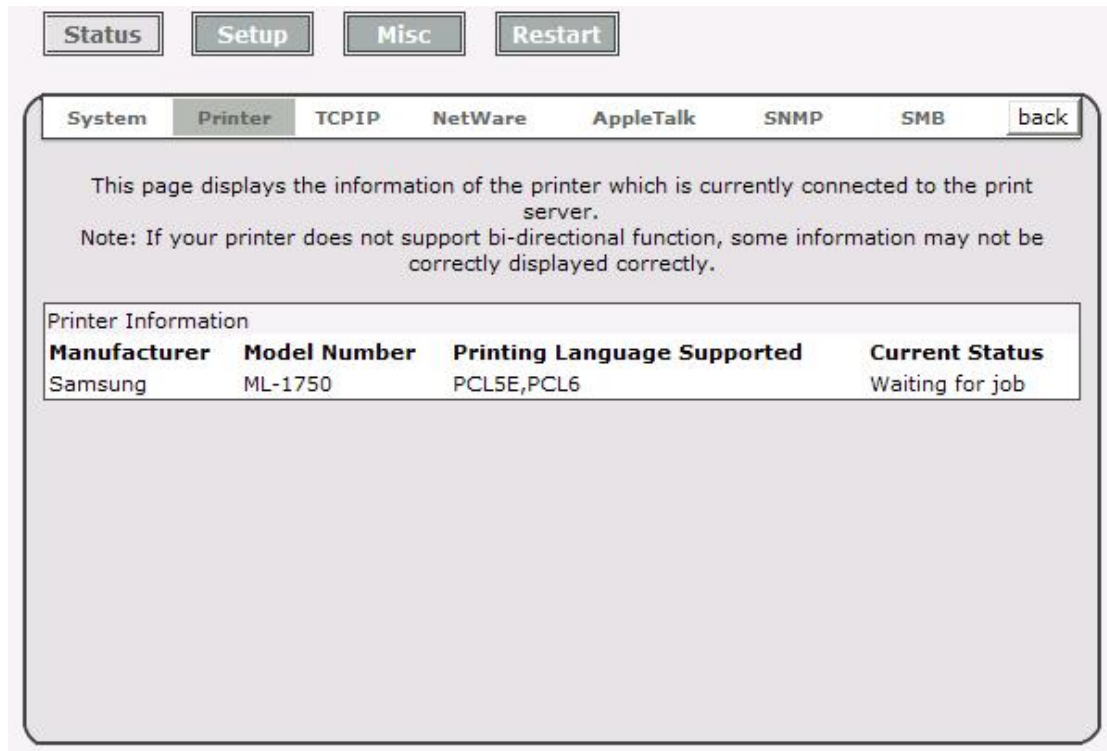 Status Setup Misc Restart
System Printer TCPIP NetWare AppleTalk SNMP SMB back
This page displays the information of the printer which is currently connected to the print
server.
Note: If your printer does not support bi-directional function, some information may not be
correctly displayed correctly.
Printer Information
Manufacturer Model Number Printing Language Supported Current Status
Samsung ML-1750 PCL5E,PCL6 Waiting for job